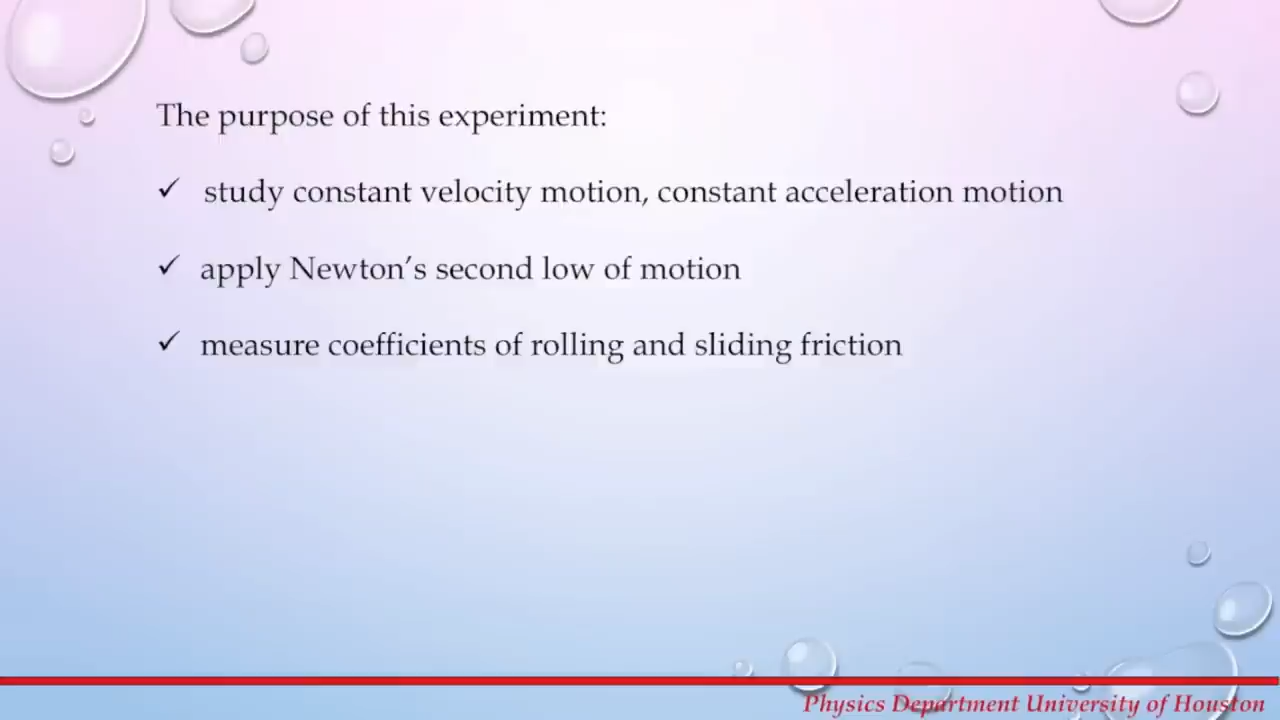 The purpose of this experiment:
✓ study constant velocity motion, constant acceleration motion
✓ apply Newton’s second low of motion
✓ measure coefficients of rolling and sliding friction
Physics Department University of Houston